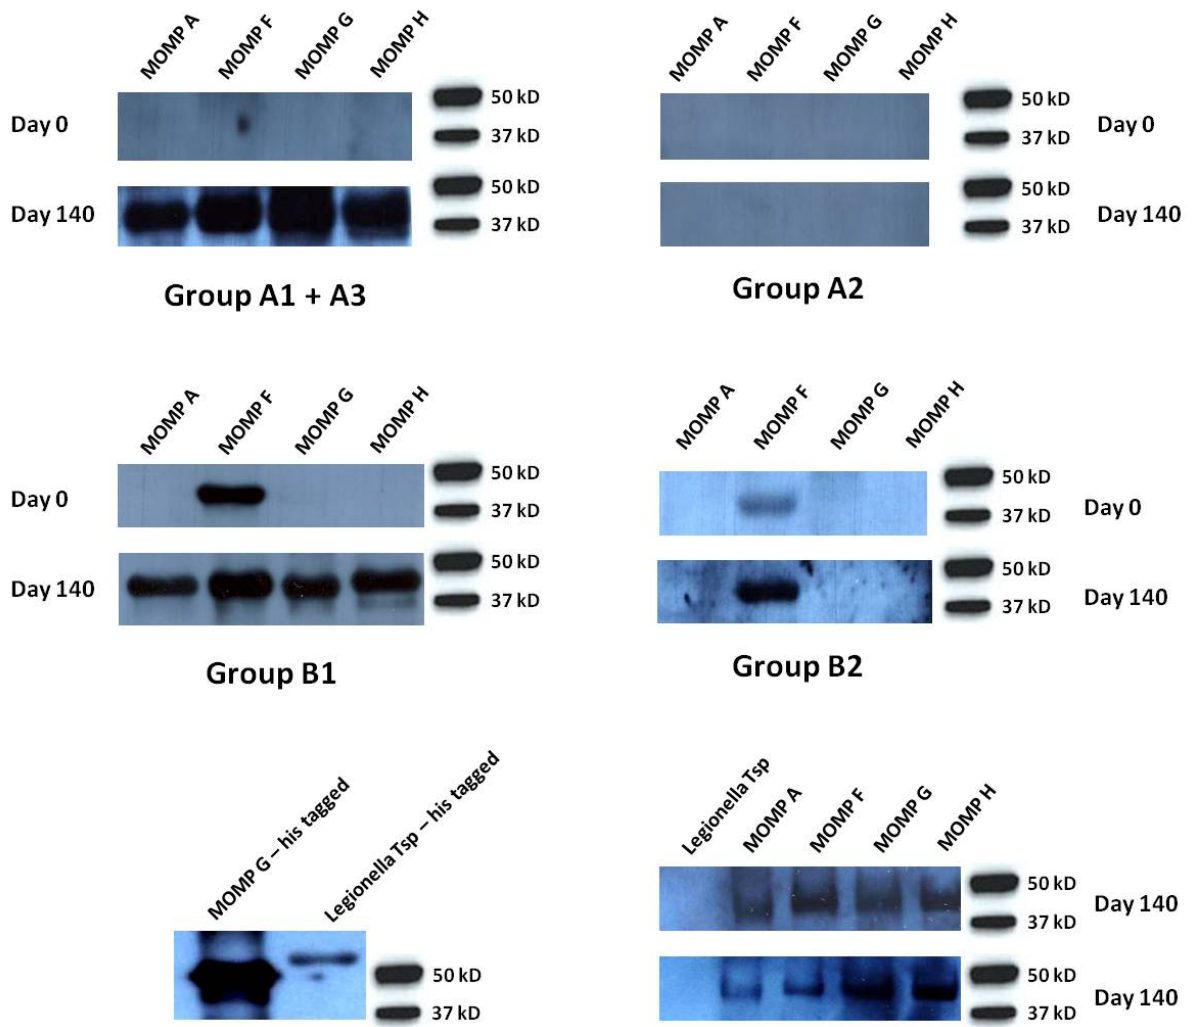 MOMP A
MOMP F
MOMP G
MOMP H
Day 0
50 kD
37 kD
Day 140
50 kD
37 kD
Group A1 + A3
MOMP A
MOMP F
MOMP G
MOMP H
50 kD
37 kD
Day 0
50 kD
37 kD
Day 140
Group A2
MOMP A
MOMP F
MOMP G
MOMP H
Day 0
50 kD
37 kD
Day 140
50 kD
37 kD
Group B1
MOMP A
MOMP F
MOMP G
MOMP H
50 kD
37 kD
Day 0
50 kD
37 kD
Day 140
Group B2
MOMP G – his tagged
Legionella Tsp – his tagged
50 kD
37 kD
Legionella Tsp
MOMP A
MOMP F
MOMP G
MOMP H
50 kD
37 kD
Day 140
50 kD
37 kD
Day 140